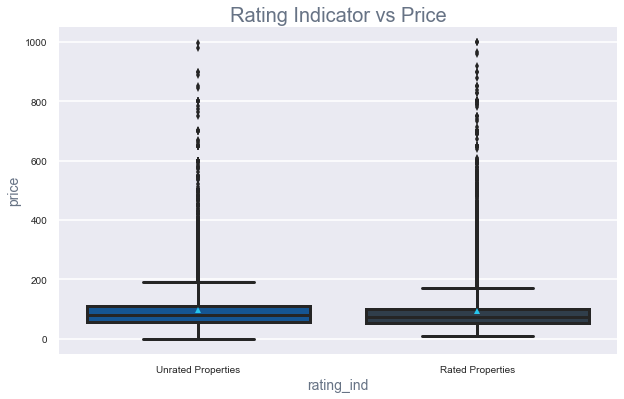 Rating Indicator vs Price
1000
800
600
400
200
0
price
Unrated Properties
Rated Properties
rating_ind